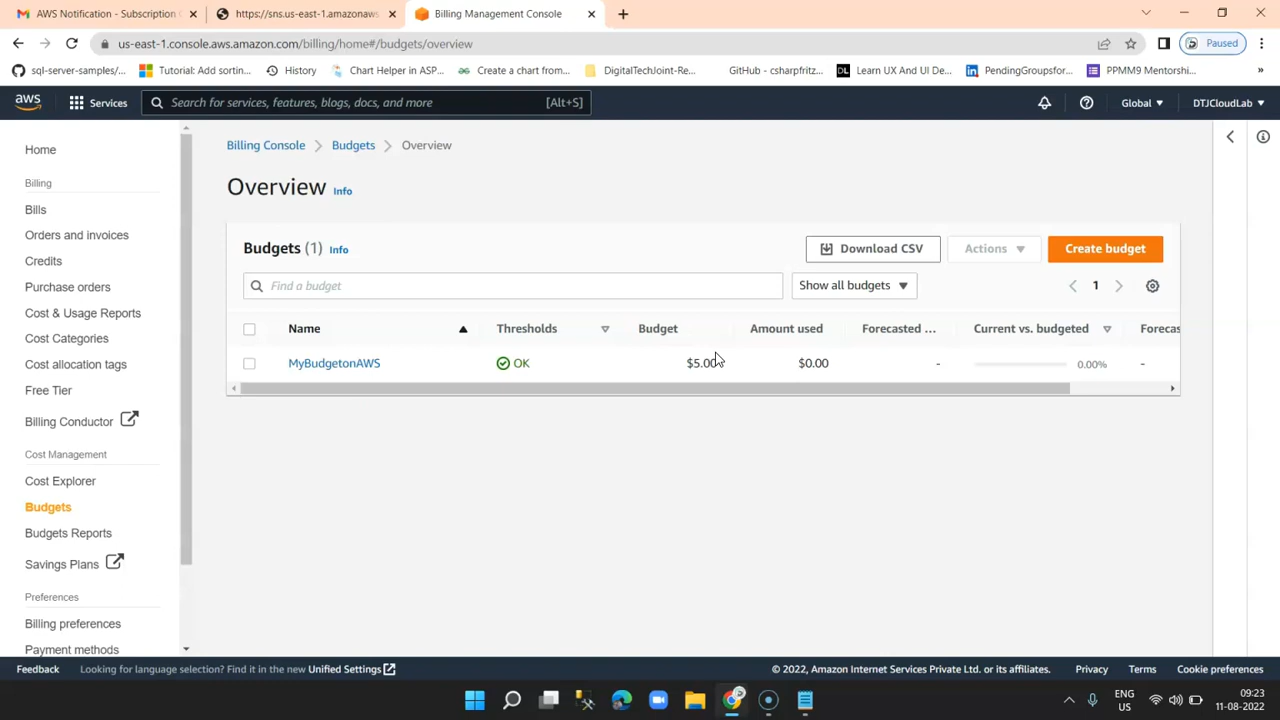 AWS Notification - Subscription
https://sns.us-east-1.amazonaws
Billing Management Console
us-east-1.console.aws.amazon.com/billing/home#/budgets/overview
Paused
sql-server-samples/...
Tutorial: Add sortin...
History
Chart Helper in ASP...
Create a chart from...
DigitalTechJoint-Re...
GitHub - csharpfritz...
DL Learn UX And UI De...
PendingGroupsfor...
PPMM9 Mentorshi...
aws
Services
Search for services, features, blogs, docs, and more
[Alt+S]
Global
DTJCloudLab
Home
Billing
Bills
Orders and invoices
Credits
Purchase orders
Cost & Usage Reports
Cost Categories
Cost allocation tags
Free Tier
Billing Conductor
Cost Management
Cost Explorer
Budgets
Budgets Reports
Savings Plans
Preferences
Billing preferences
Payment methods
Billing Console > Budgets > Overview
Overview Info
Budgets (1) Info
Download CSV
Actions
Create budget
Find a budget
Show all budgets
1
Name Thresholds Budget Amount used Forecasted ... Current vs. budgeted Forecas
MyBudgetonAWS OK $5.00 $0.00 - 0.00% -
Feedback
Looking for language selection? Find it in the new Unified Settings
© 2022, Amazon Internet Services Private Ltd. or its affiliates.
Privacy
Terms
Cookie preferences
ENG
US
09:23
11-08-2022